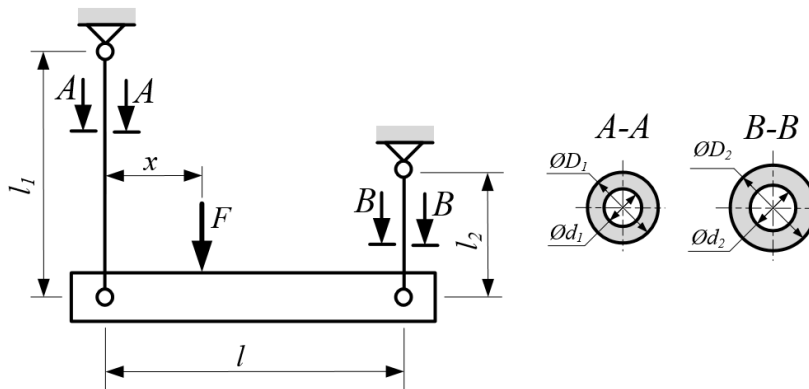 A A
A-A B-B
ØD₁ ØD₂
x
l₁
F
B B
l₂
Ød₁ Ød₂
l